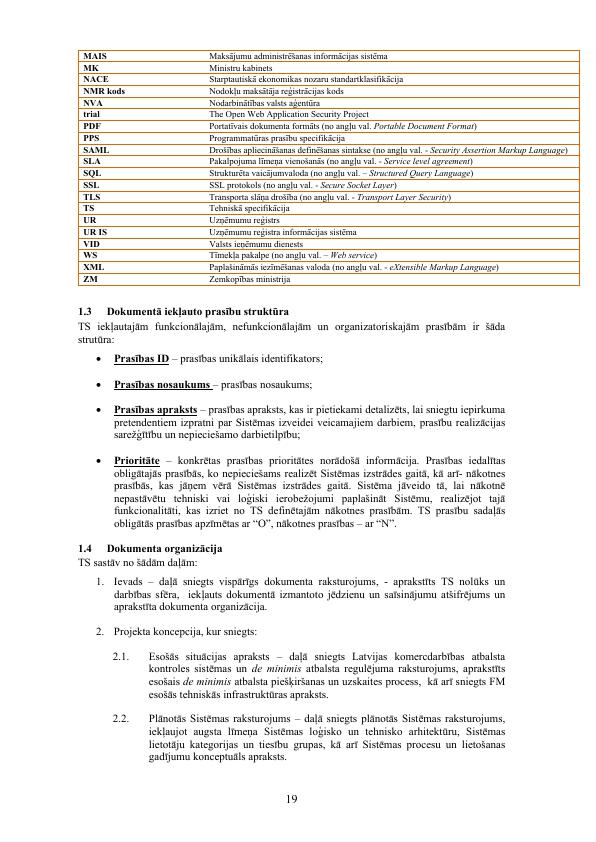 MAIS Maksājumu administrēšanas informācijas sistēma
MK Ministru kabinets
NACE Starptautiskā ekonomikas nozaru standartklasifikācija
NMR kods Nodokļu maksātāja reģistrācijas kods
NVA Nodarbinātības valsts aģentūra
trial The Open Web Application Security Project
PDF Portatīvais dokumenta formāts (no angļu val. Portable Document Format)
PPS Programmatūras prasību specifikācija
SAML Drošības apliecināšanas definēšanas sintakse (no angļu val. - Security Assertion Markup Language)
SLA Pakalpojuma līmeņa vienošanās (no angļu val. - Service level agreement)
SQL Strukturēta vaicājumvaloda (no angļu val. – Structured Query Language)
SSL SSL protokols (no angļu val. - Secure Socket Layer)
TLS Transporta slāņa drošība (no angļu val. - Transport Layer Security)
TS Tehniskā specifikācija
UR Uzņēmumu reģistrs
UR IS Uzņēmumu reģistra informācijas sistēma
VID Valsts ieņēmumu dienests
WS Tīmekļa pakalpe (no angļu val. – Web service)
XML Paplašināmās iezīmēšanas valoda (no angļu val. - eXtensible Markup Language)
ZM Zemkopības ministrija
1.3 Dokumentā iekļauto prasību struktūra
TS iekļautajām funkcionālajām, nefunkcionālajām un organizatoriskajām prasībām ir šāda
strutūra:
• Prasības ID – prasības unikālais identifikators;
• Prasības nosaukums – prasības nosaukums;
• Prasības apraksts – prasības apraksts, kas ir pietiekami detalizēts, lai sniegtu iepirkuma
pretendentiem izpratni par Sistēmas izveidei veicamajiem darbiem, prasību realizācijas
sarežģītību un nepieciešamo darbietilpību;
• Prioritāte – konkrētas prasības prioritātes norādošā informācija. Prasības iedalītas
obligātajās prasībās, ko nepieciešams realizēt Sistēmas izstrādes gaitā, kā arī- nākotnes
prasībās, kas jāņem vērā Sistēmas izstrādes gaitā. Sistēma jāveido tā, lai nākotnē
nepastāvētu tehniski vai loģiski ierobežojumi paplašināt Sistēmu, realizējot tajā
funkcionalitāti, kas izriet no TS definētajām nākotnes prasībām. TS prasību sadaļās
obligātās prasības apzīmētas ar “O”, nākotnes prasības – ar “N”.
1.4 Dokumenta organizācija
TS sastāv no šādām daļām:
1. Ievads – daļā sniegts vispārīgs dokumenta raksturojums, - aprakstīts TS nolūks un
darbības sfēra, iekļauts dokumentā izmantoto jēdzienu un saīsinājumu atšifrējums un
aprakstīta dokumenta organizācija.
2. Projekta koncepcija, kur sniegts:
2.1. Esošās situācijas apraksts – daļā sniegts Latvijas komercdarbības atbalsta
kontroles sistēmas un de minimis atbalsta regulējuma raksturojums, aprakstīts
esošais de minimis atbalsta piešķiršanas un uzskaites process, kā arī sniegts FM
esošās tehniskās infrastruktūras apraksts.
2.2. Plānotās Sistēmas raksturojums – daļā sniegts plānotās Sistēmas raksturojums,
iekļaujot augsta līmeņa Sistēmas loģisko un tehnisko arhitektūru, Sistēmas
lietotāju kategorijas un tiesību grupas, kā arī Sistēmas procesu un lietošanas
gadījumu konceptuāls apraksts.
19